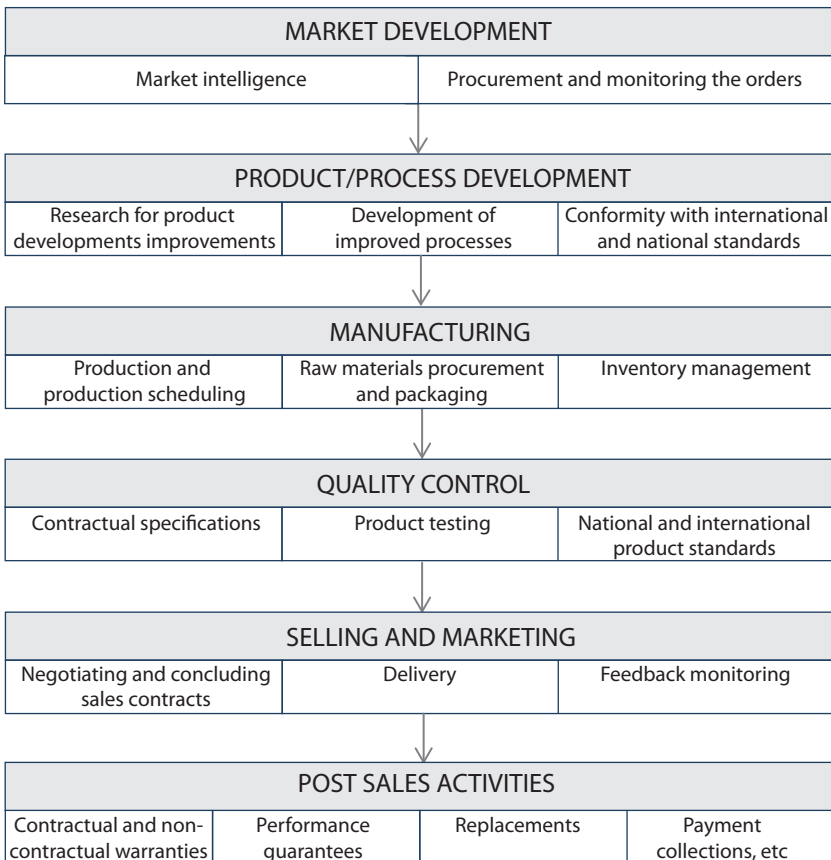 MARKET DEVELOPMENT
Market intelligence
Procurement and monitoring the orders
PRODUCT/PROCESS DEVELOPMENT
Research for product
developments improvements
Development of
improved processes
Conformity with international
and national standards
MANUFACTURING
Production and
production scheduling
Raw materials procurement
and packaging
Inventory management
QUALITY CONTROL
Contractual specifications
Product testing
National and international
product standards
SELLING AND MARKETING
Negotiating and concluding
sales contracts
Delivery
Feedback monitoring
POST SALES ACTIVITIES
Contractual and non-
contractual warranties
Performance
guarantees
Replacements
Payment
collections, etc